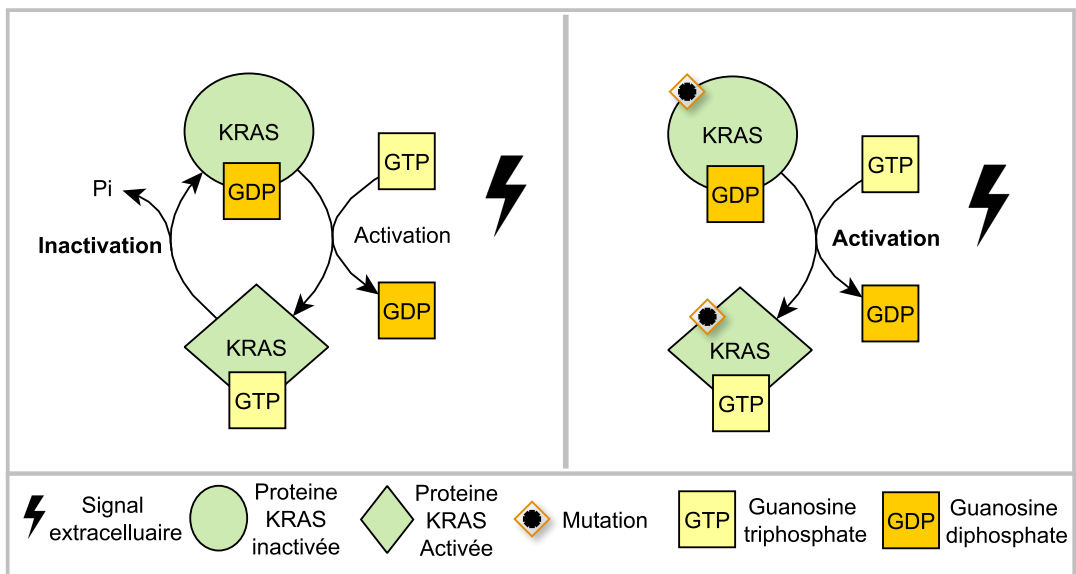 KRAS
GDP
GTP
Pi
Inactivation
Activation
GDP
KRAS
GTP
KRAS
GDP
GTP
Activation
GDP
KRAS
GTP
Signal
extracelluaire
Proteine
KRAS
inactivée
Proteine
KRAS
Activée
Mutation
GTP
Guanosine
triphosphate
GDP
Guanosine
diphosphate